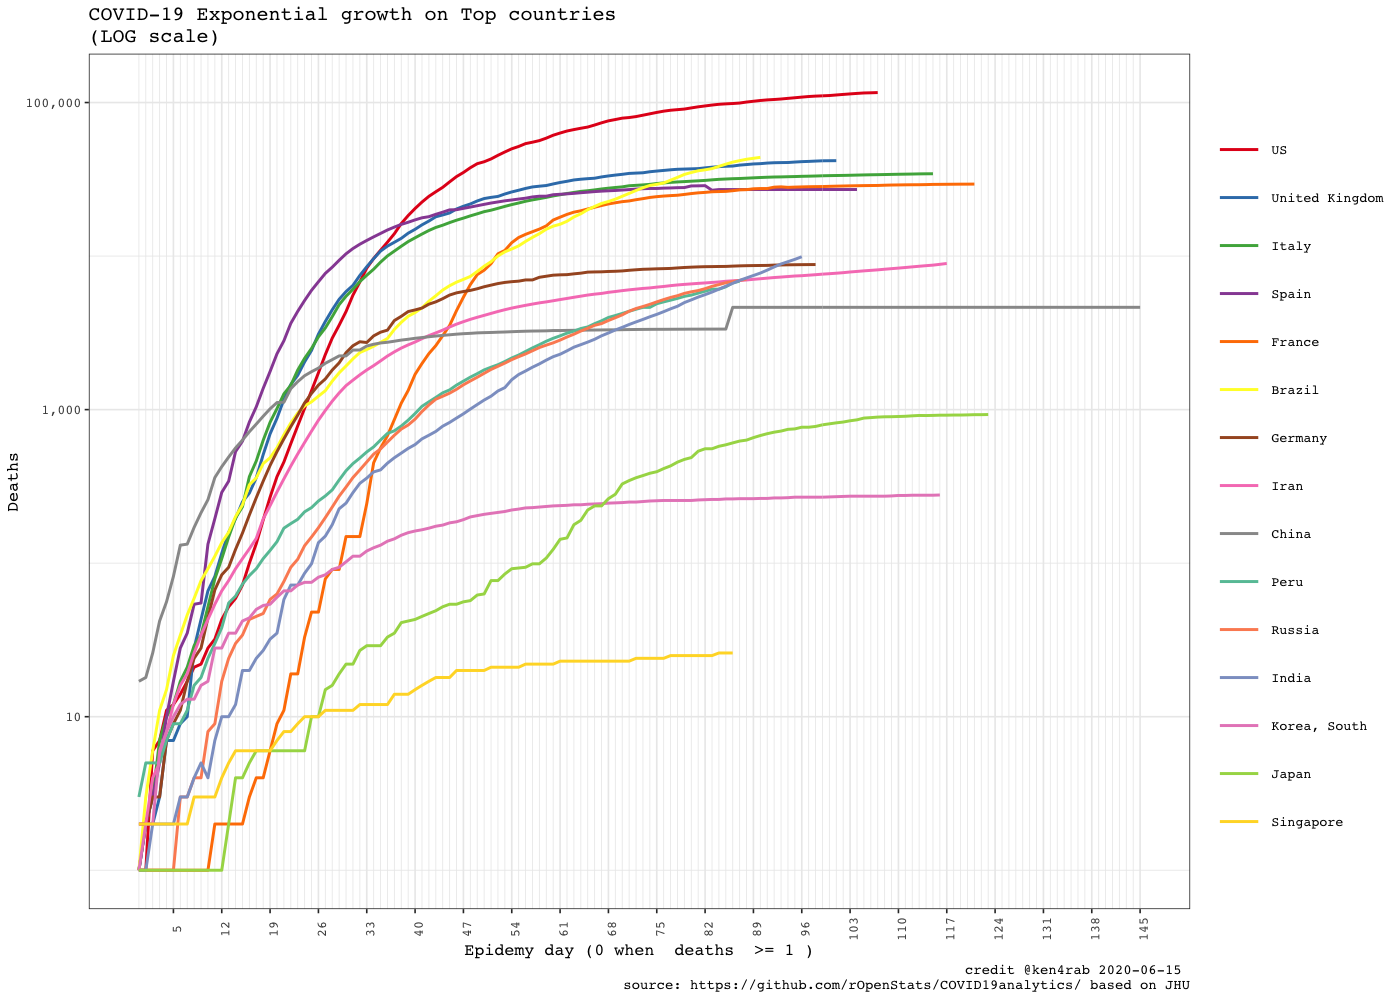 COVID-19 Exponential growth on Top countries
(LOG scale)
Deaths
100,000
1,000
10
5
12
19
26
33
40
47
54
61
68
75
82
89
96
103
110
117
124
131
138
145
Epidemy day (0 when  deaths  >= 1 )
US
United Kingdom
Italy
Spain
France
Brazil
Germany
Iran
China
Peru
Russia
India
Korea, South
Japan
Singapore
credit @ken4rab 2020-06-15
source: https://github.com/rOpenStats/COVID19analytics/ based on JHU